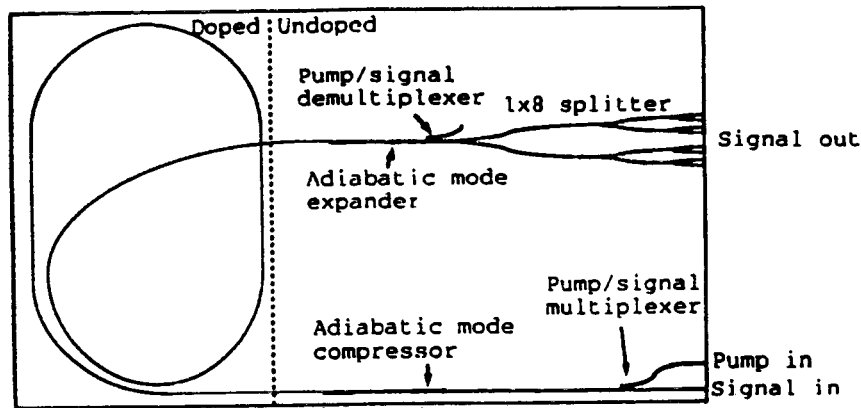 Doped Undoped
Pump/signal
demultiplexer
1x8 splitter
Signal out
Adiabatic mode
expander
Pump/signal
multiplexer
Adiabatic mode
compressor
Pump in
Signal in